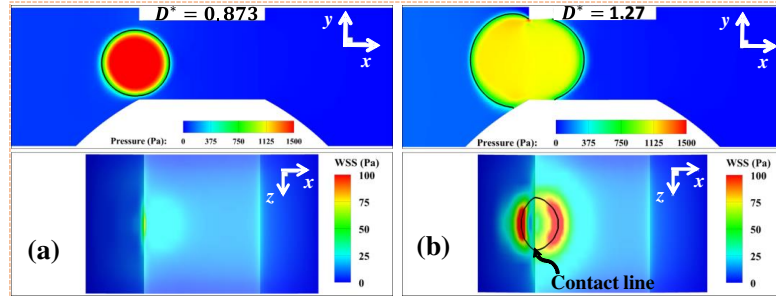 D* = 0.873
y
x
Pressure (Pa): 0 375 750 1125 1500
WSS (Pa)
100
75
50
25
0
z
x
(a)
D* = 1.27
y
x
Pressure (Pa): 0 375 750 1125 1500
WSS (Pa)
100
75
50
25
0
z
x
(b)
Contact line